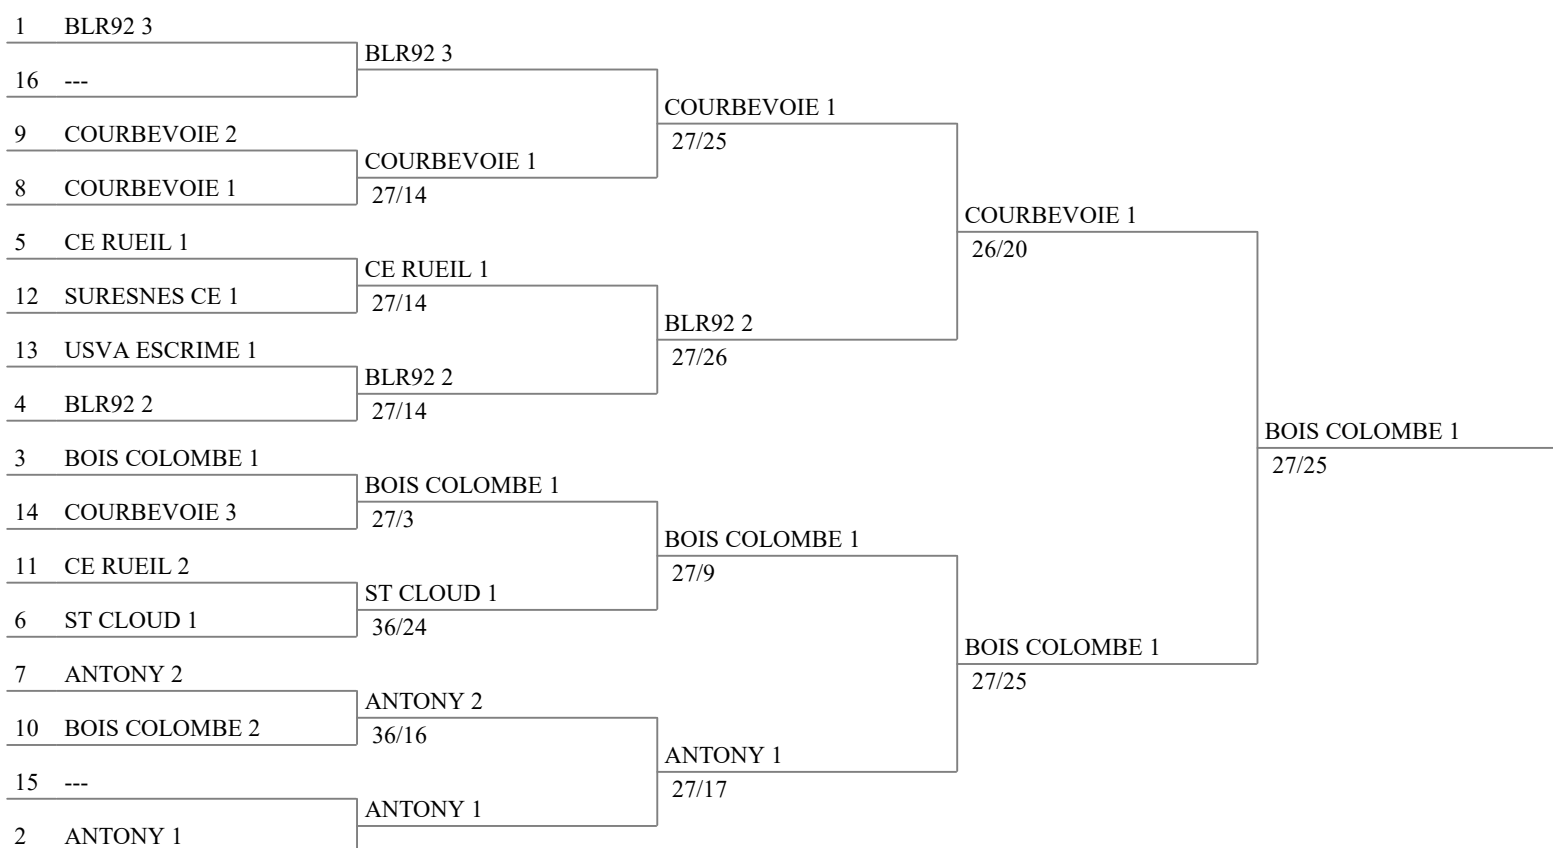 1 BLR92 3
16 ---
9 COURBEVOIE 2
8 COURBEVOIE 1
5 CE RUEIL 1
12 SURESNES CE 1
13 USVA ESCRIME 1
4 BLR92 2
3 BOIS COLOMBE 1
14 COURBEVOIE 3
11 CE RUEIL 2
6 ST CLOUD 1
7 ANTONY 2
10 BOIS COLOMBE 2
15 ---
2 ANTONY 1
BLR92 3
COURBEVOIE 1
27/14
CE RUEIL 1
27/14
BLR92 2
27/14
BOIS COLOMBE 1
27/3
ST CLOUD 1
36/24
ANTONY 2
36/16
ANTONY 1
COURBEVOIE 1
27/25
BLR92 2
27/26
BOIS COLOMBE 1
27/9
ANTONY 1
27/17
COURBEVOIE 1
26/20
BOIS COLOMBE 1
27/25
BOIS COLOMBE 1
27/25